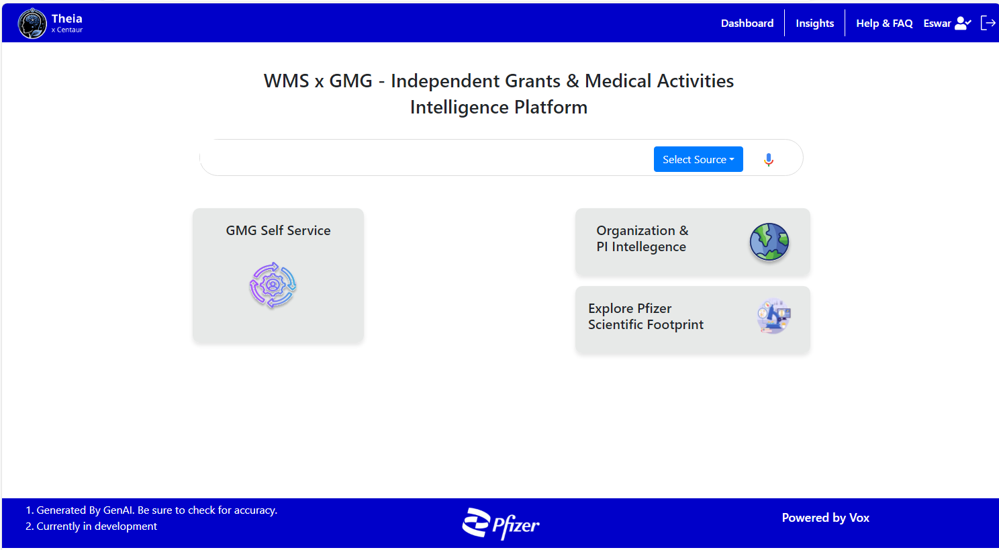 Theia
x Centaur
Dashboard
Insights
Help & FAQ
Eswar
WMS x GMG - Independent Grants & Medical Activities
Intelligence Platform
Select Source
GMG Self Service
Organization &
PI Intellegence
Explore Pfizer
Scientific Footprint
1. Generated By GenAI. Be sure to check for accuracy.
2. Currently in development
Pfizer
Powered by Vox